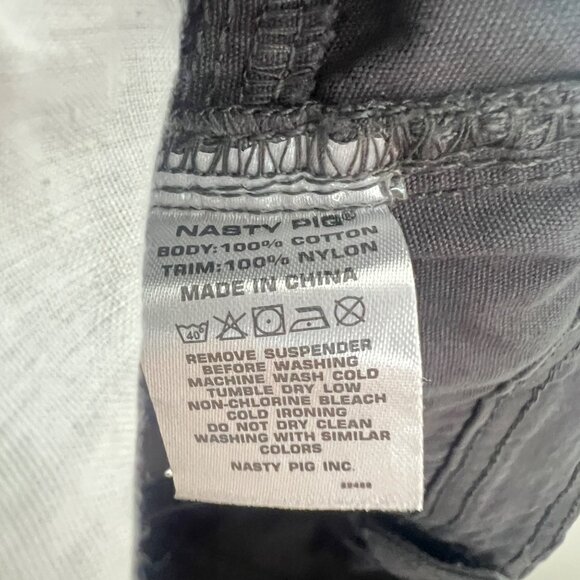 NASTY PIG®
BODY:100% COTTON
TRIM:100% NYLON
MADE IN CHINA
40°
REMOVE SUSPENDER
BEFORE WASHING
MACHINE WASH COLD
TUMBLE DRY LOW
NON-CHLORINE BLEACH
COLD IRONING
DO NOT DRY CLEAN
WASHING WITH SIMILAR
COLORS
NASTY PIG INC.